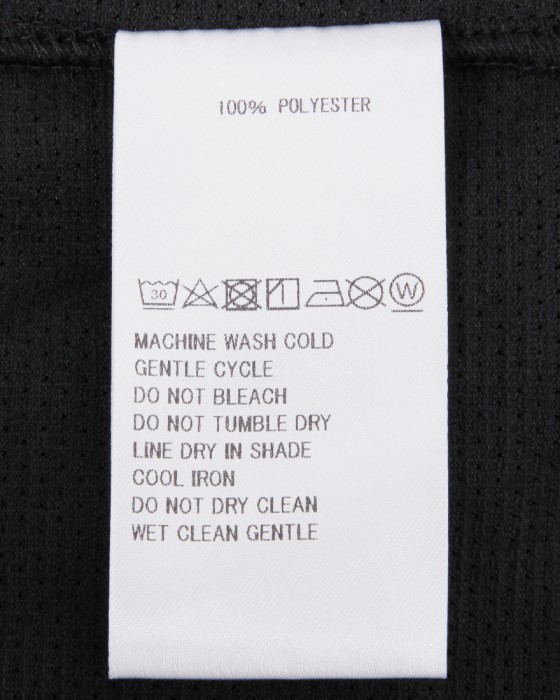 100% POLYESTER
30 W
MACHINE WASH COLD
GENTLE CYCLE
DO NOT BLEACH
DO NOT TUMBLE DRY
LINE DRY IN SHADE
COOL IRON
DO NOT DRY CLEAN
WET CLEAN GENTLE